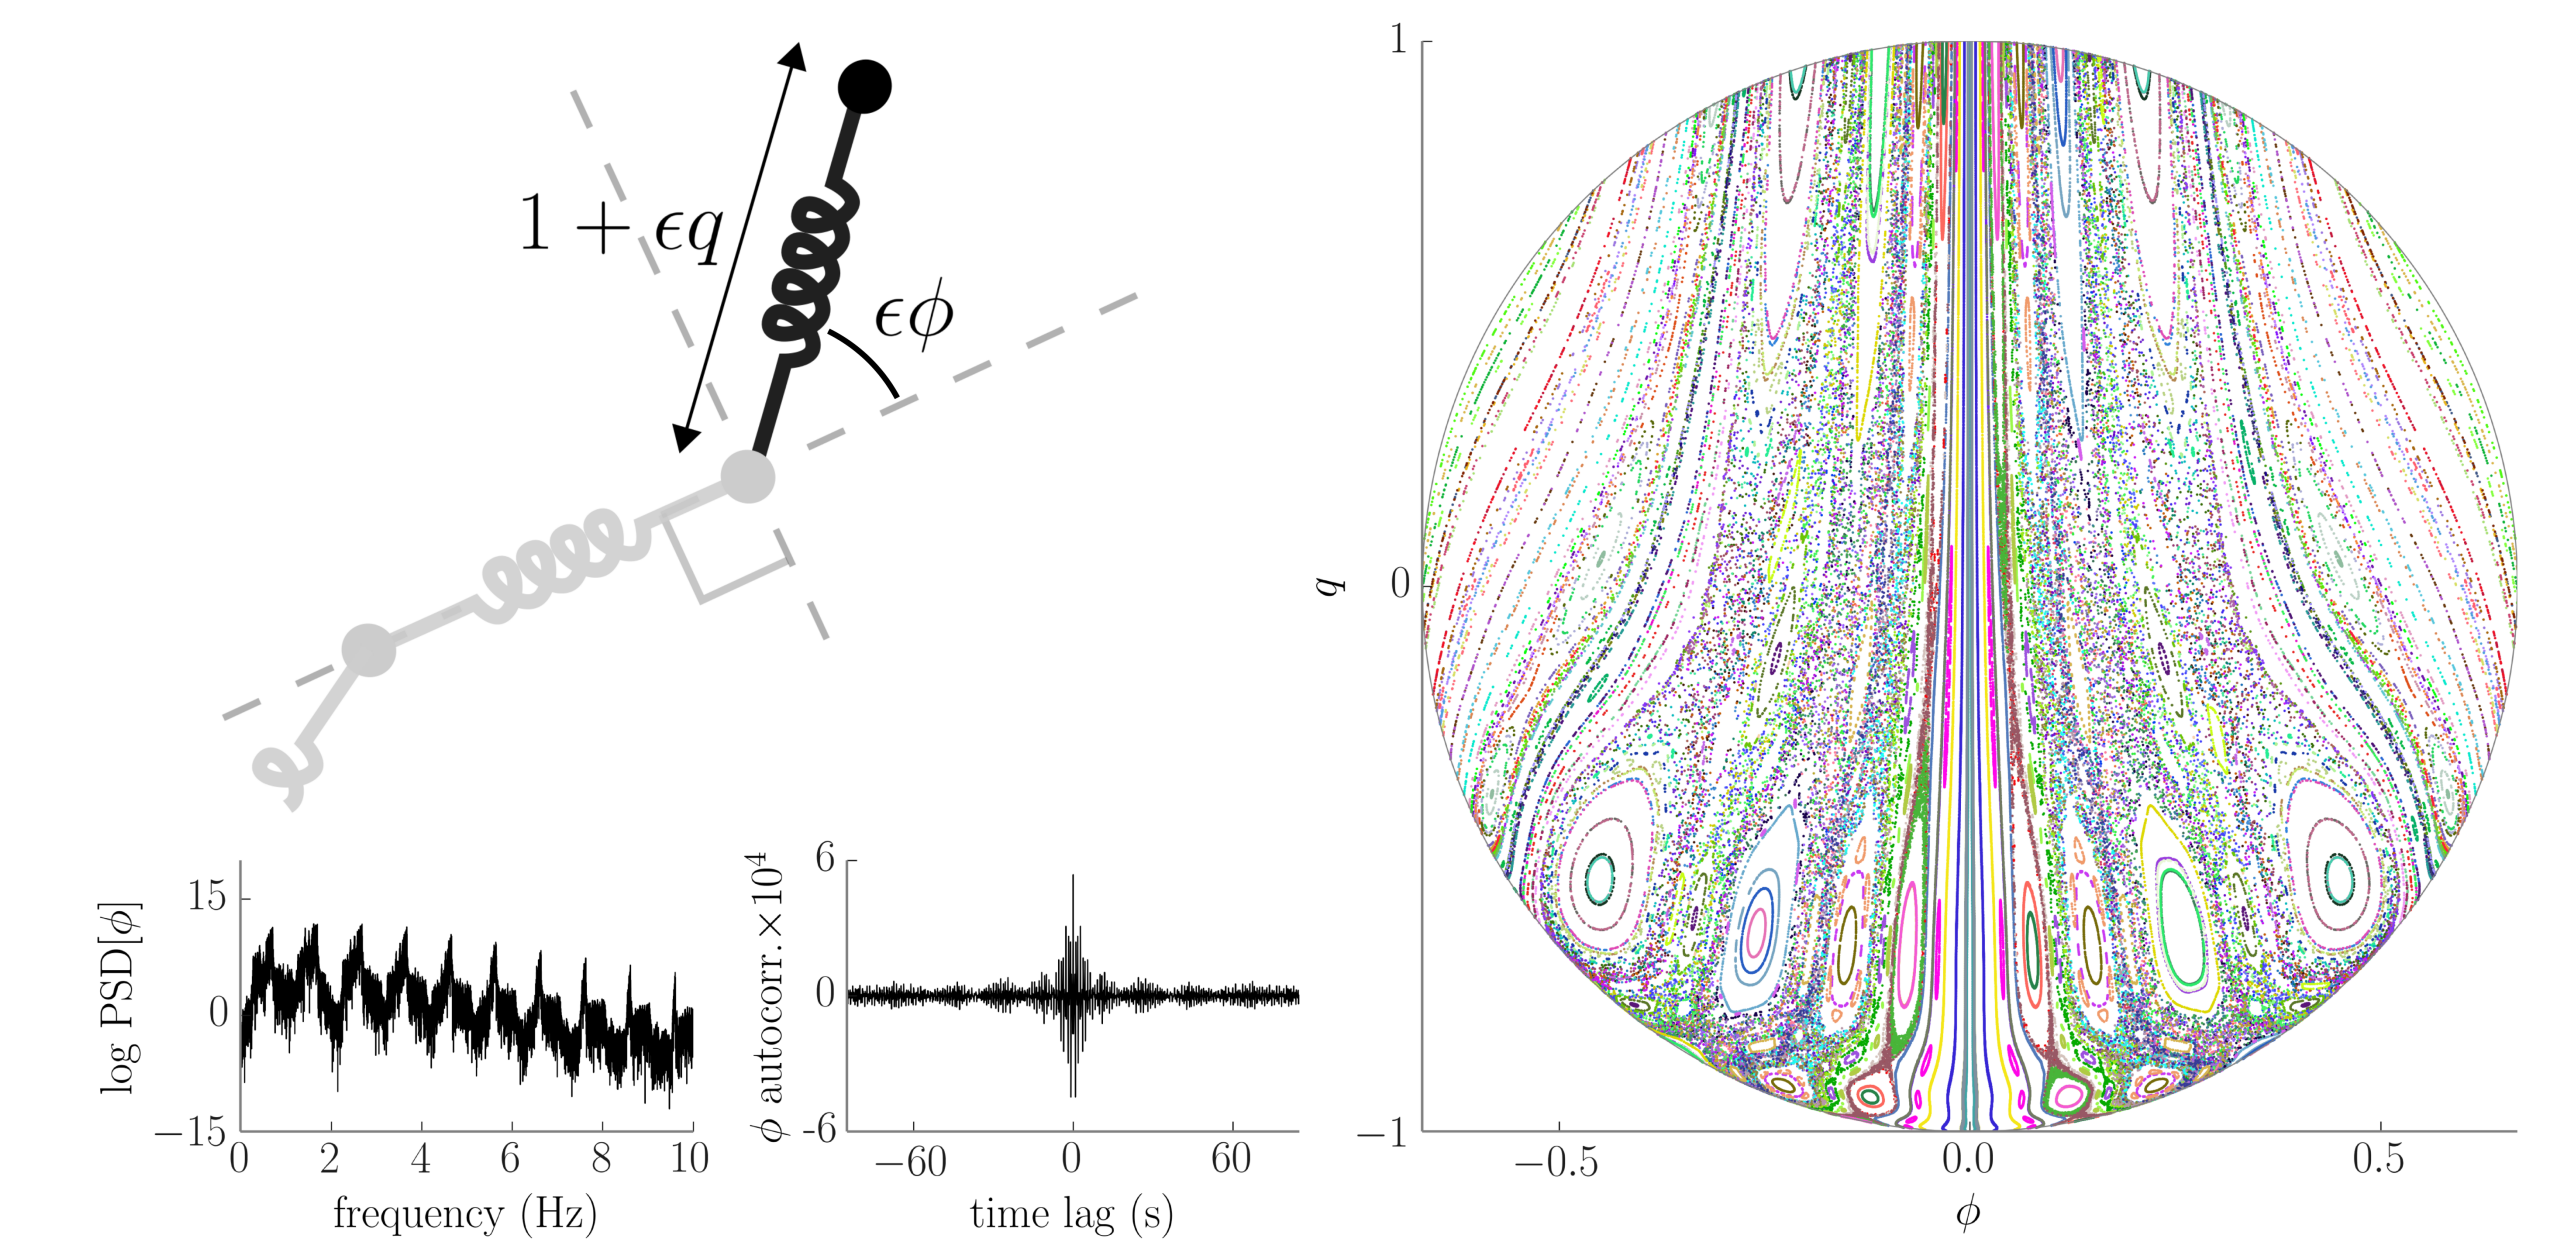 1 + ϵq
ϵϕ
log PSD[ϕ]
15
0
−15
0 2 4 6 8 10
frequency (Hz)
ϕ autocorr.×10⁴
6
0
-6
−60 0 60
time lag (s)
q
1
0
−1
−0.5 0.0 0.5
ϕ